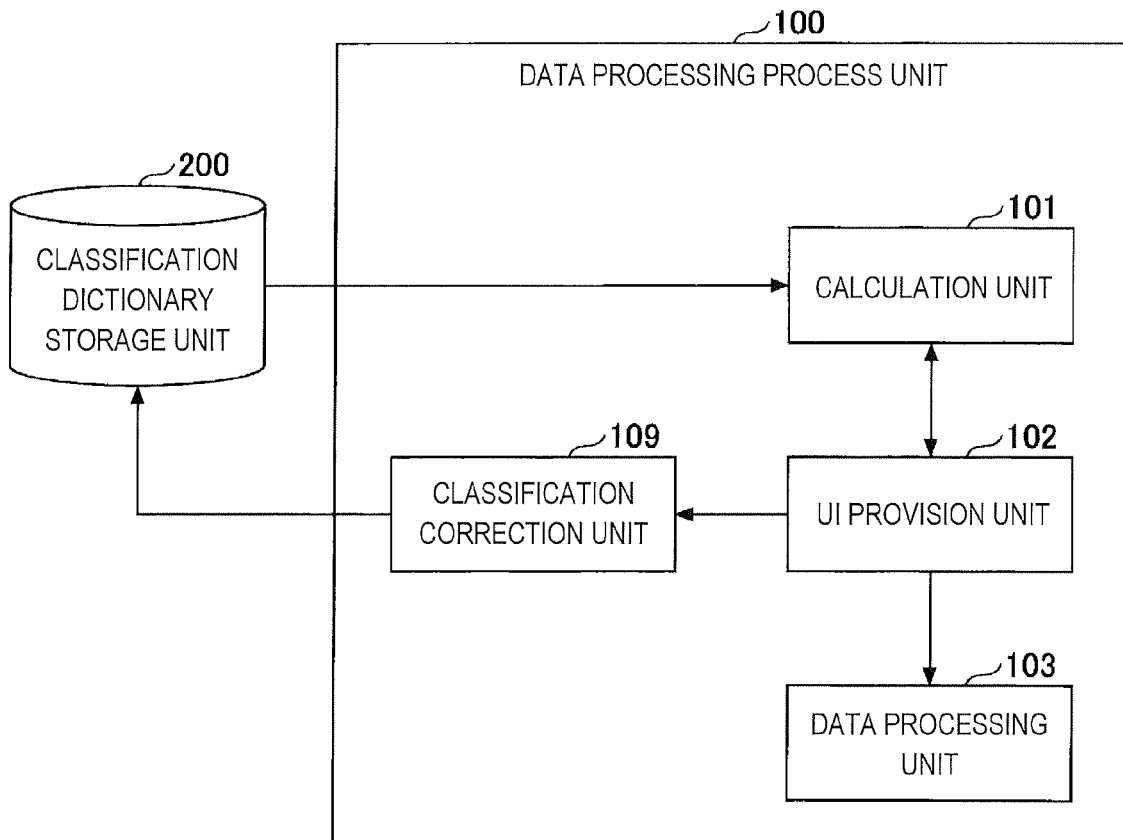 100
DATA PROCESSING PROCESS UNIT
200
CLASSIFICATION
DICTIONARY
STORAGE UNIT
101
CALCULATION UNIT
109
CLASSIFICATION
CORRECTION UNIT
102
UI PROVISION UNIT
103
DATA PROCESSING
UNIT